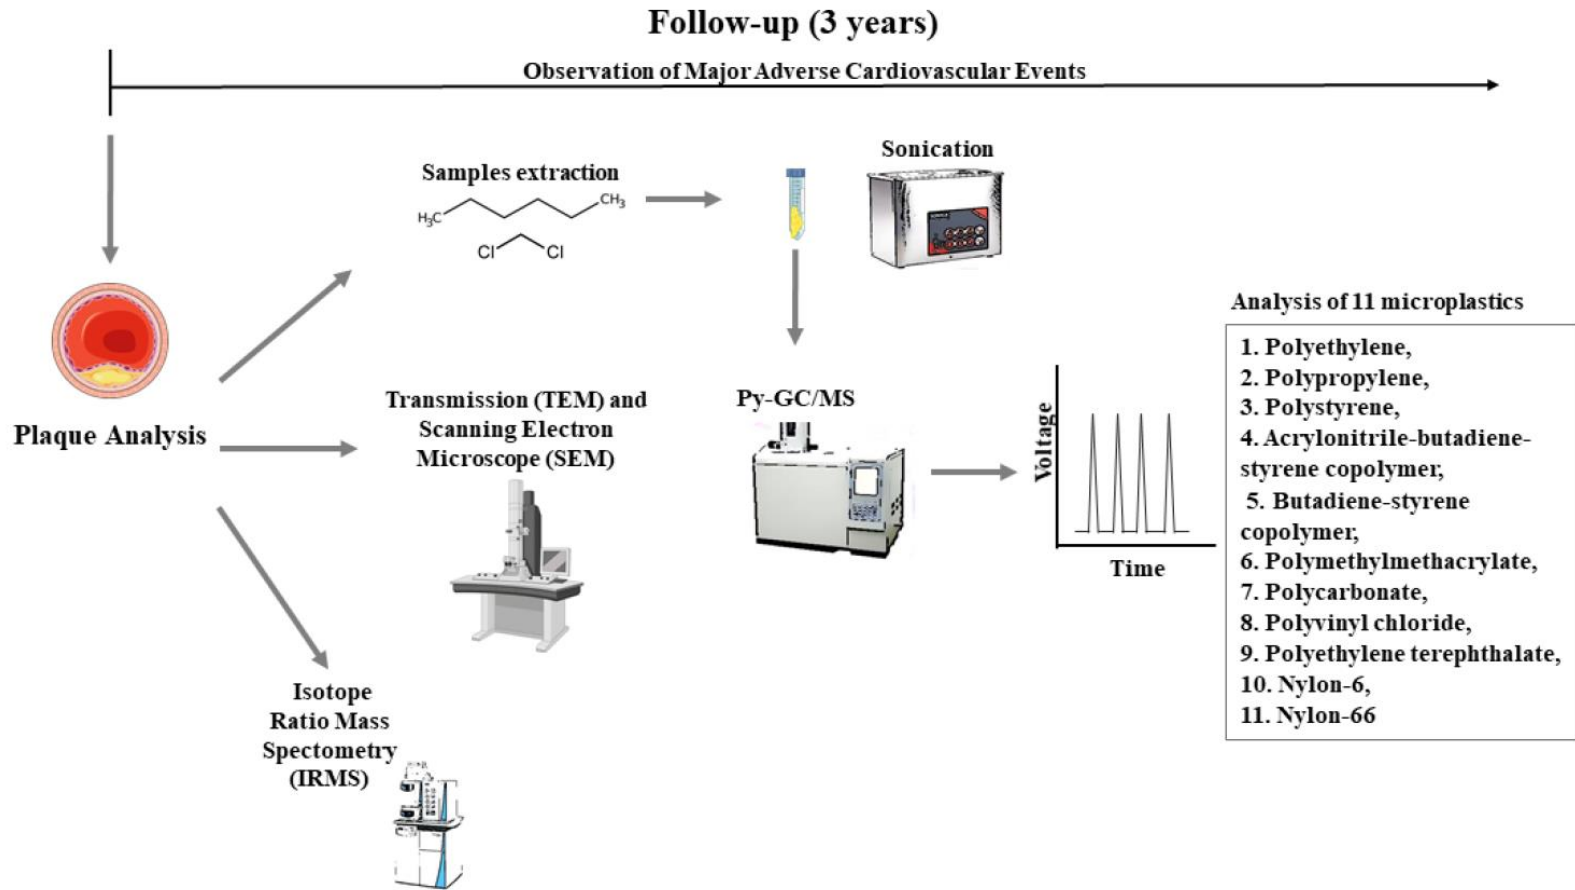 Follow-up (3 years)
Observation of Major Adverse Cardiovascular Events
Samples extraction
H₃C
CH₃
Cl
Cl
Sonication
Plaque Analysis
Transmission (TEM) and
Scanning Electron
Microscope (SEM)
Isotope
Ratio Mass
Spectometry
(IRMS)
Py-GC/MS
Voltage
Time
Analysis of 11 microplastics
1. Polyethylene,
2. Polypropylene,
3. Polystyrene,
4. Acrylonitrile-butadiene-
styrene copolymer,
5. Butadiene-styrene
copolymer,
6. Polymethylmethacrylate,
7. Polycarbonate,
8. Polyvinyl chloride,
9. Polyethylene terephthalate,
10. Nylon-6,
11. Nylon-66